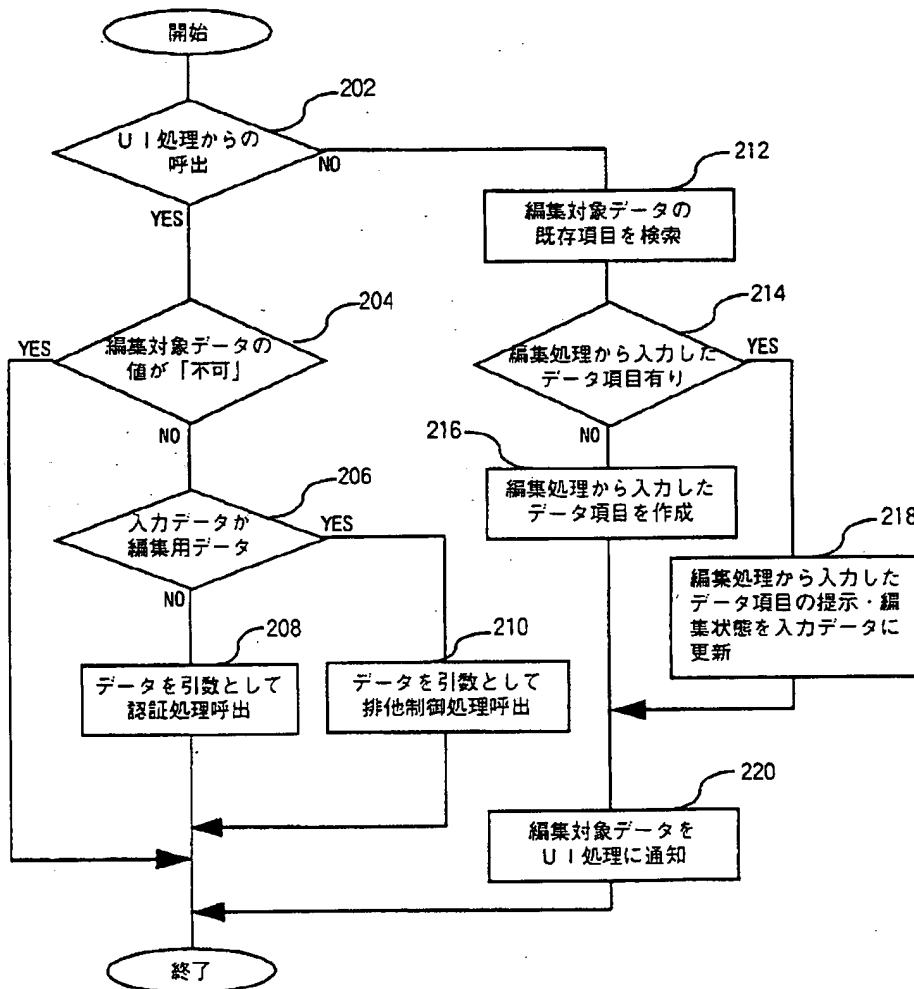 開始
202
UI処理からの
呼出
NO
YES
212
編集対象データの
既存項目を検索
204
YES
編集対象データの
値が「不可」
NO
214
編集処理から入力した
データ項目有り
YES
NO
216
編集処理から入力した
データ項目を作成
206
入力データか
編集用データ
YES
NO
218
編集処理から入力した
データ項目の提示・編
集状態を入力データに
更新
208
データを引数として
認証処理呼出
210
データを引数として
排他制御処理呼出
220
編集対象データを
UI処理に通知
終了